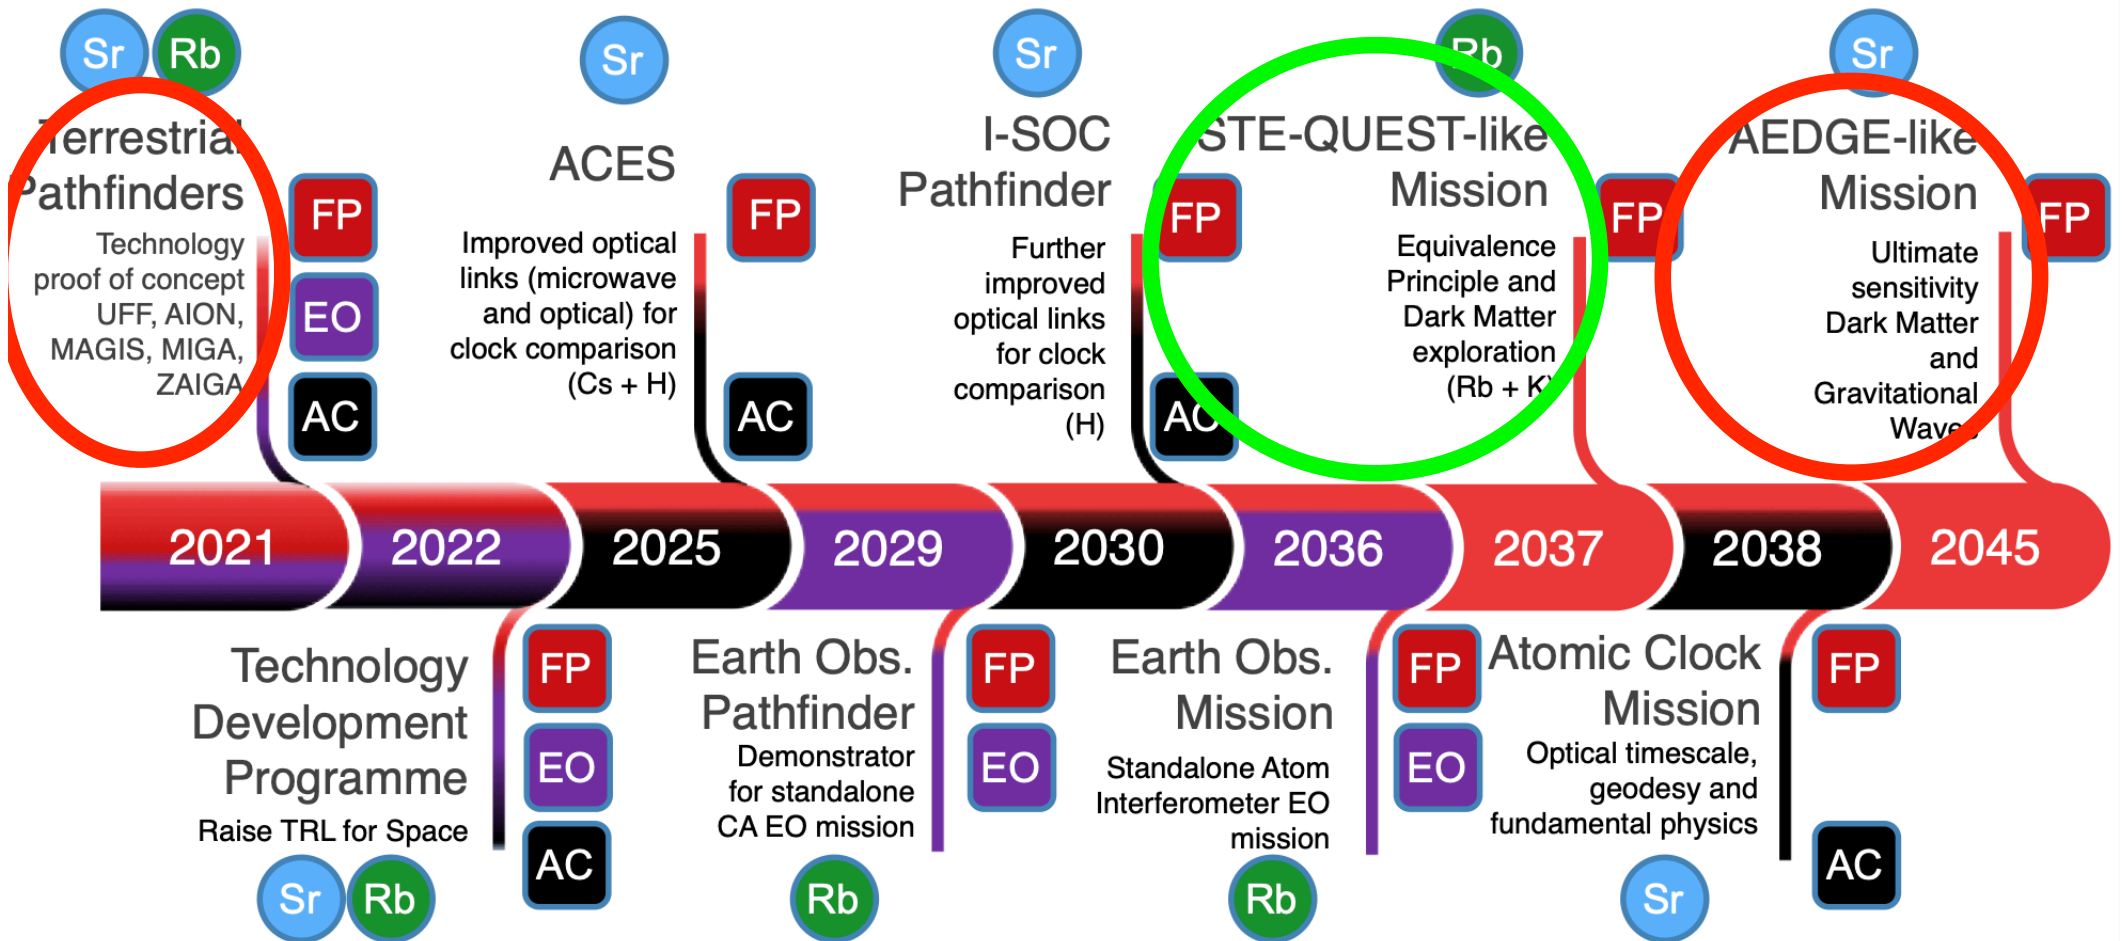 Sr Rb
Terrestrial
Pathfinders
Technology
proof of concept
UFF, AION,
MAGIS, MIGA,
ZAIGA
FP
EO
AC
Sr
ACES
Improved optical
links (microwave
and optical) for
clock comparison
(Cs + H)
FP
AC
Sr
I-SOC
Pathfinder
Further
improved
optical links
for clock
comparison
(H)
FP
AC
Rb
STE-QUEST-like
Mission
Equivalence
Principle and
Dark Matter
exploration
(Rb + K)
FP
Sr
AEDGE-like
Mission
Ultimate
sensitivity
Dark Matter
and
Gravitational
Waves
FP
2021 2022 2025 2029 2030 2036 2037 2038 2045
Technology
Development
Programme
Raise TRL for Space
Sr Rb
FP
EO
AC
Earth Obs.
Pathfinder
Demonstrator
for standalone
CA EO mission
Rb
FP
EO
Earth Obs.
Mission
Standalone Atom
Interferometer EO
mission
Rb
FP
EO
Atomic Clock
Mission
Optical timescale,
geodesy and
fundamental physics
Sr
FP
AC